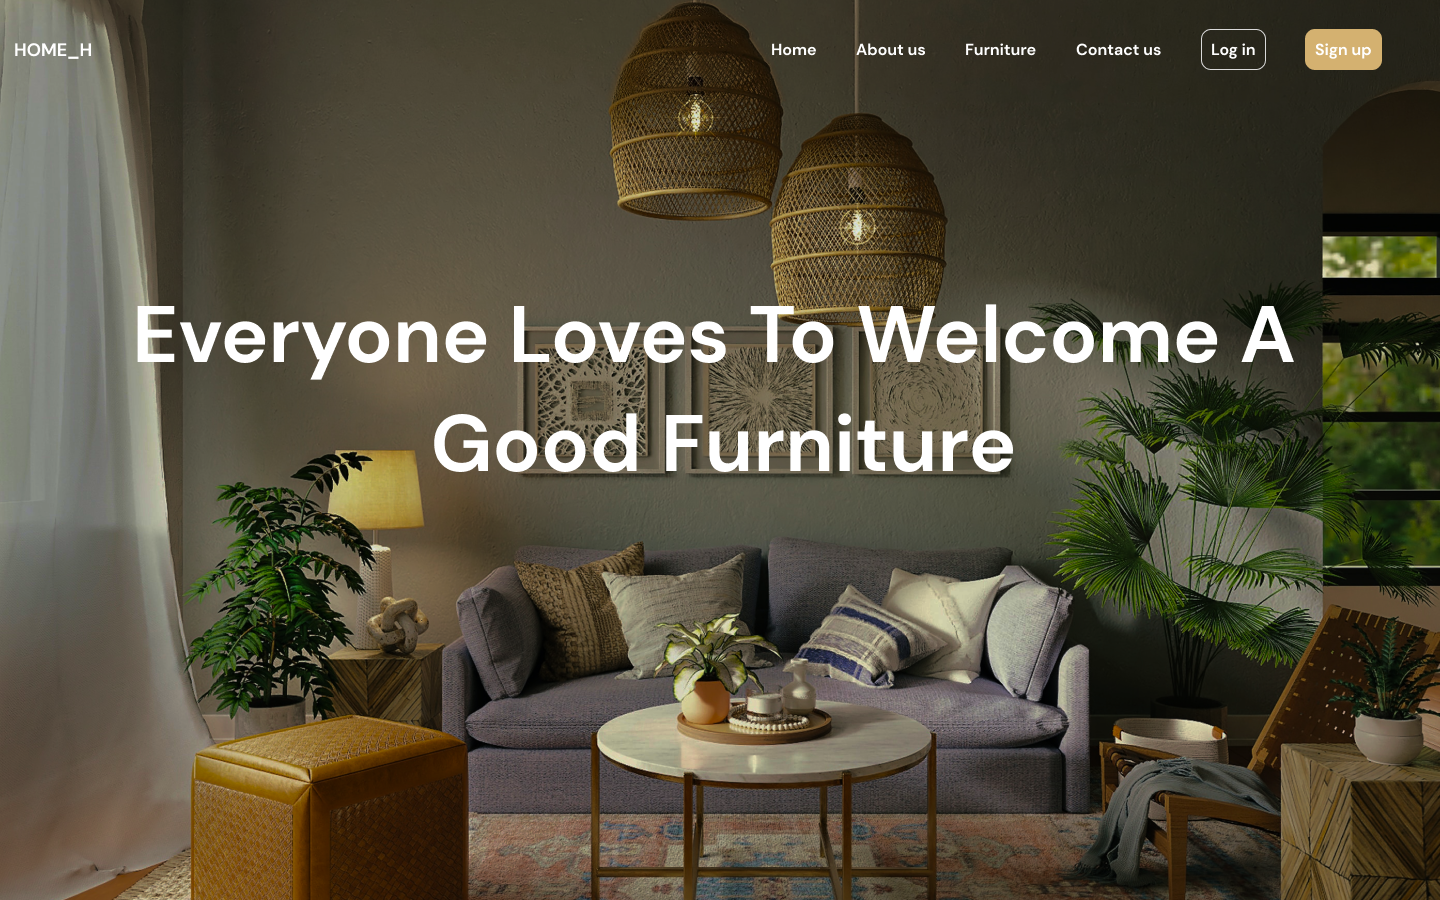 HOME_H
Home
About us
Furniture
Contact us
Log in
Sign up
Everyone Loves To Welcome A
Good Furniture